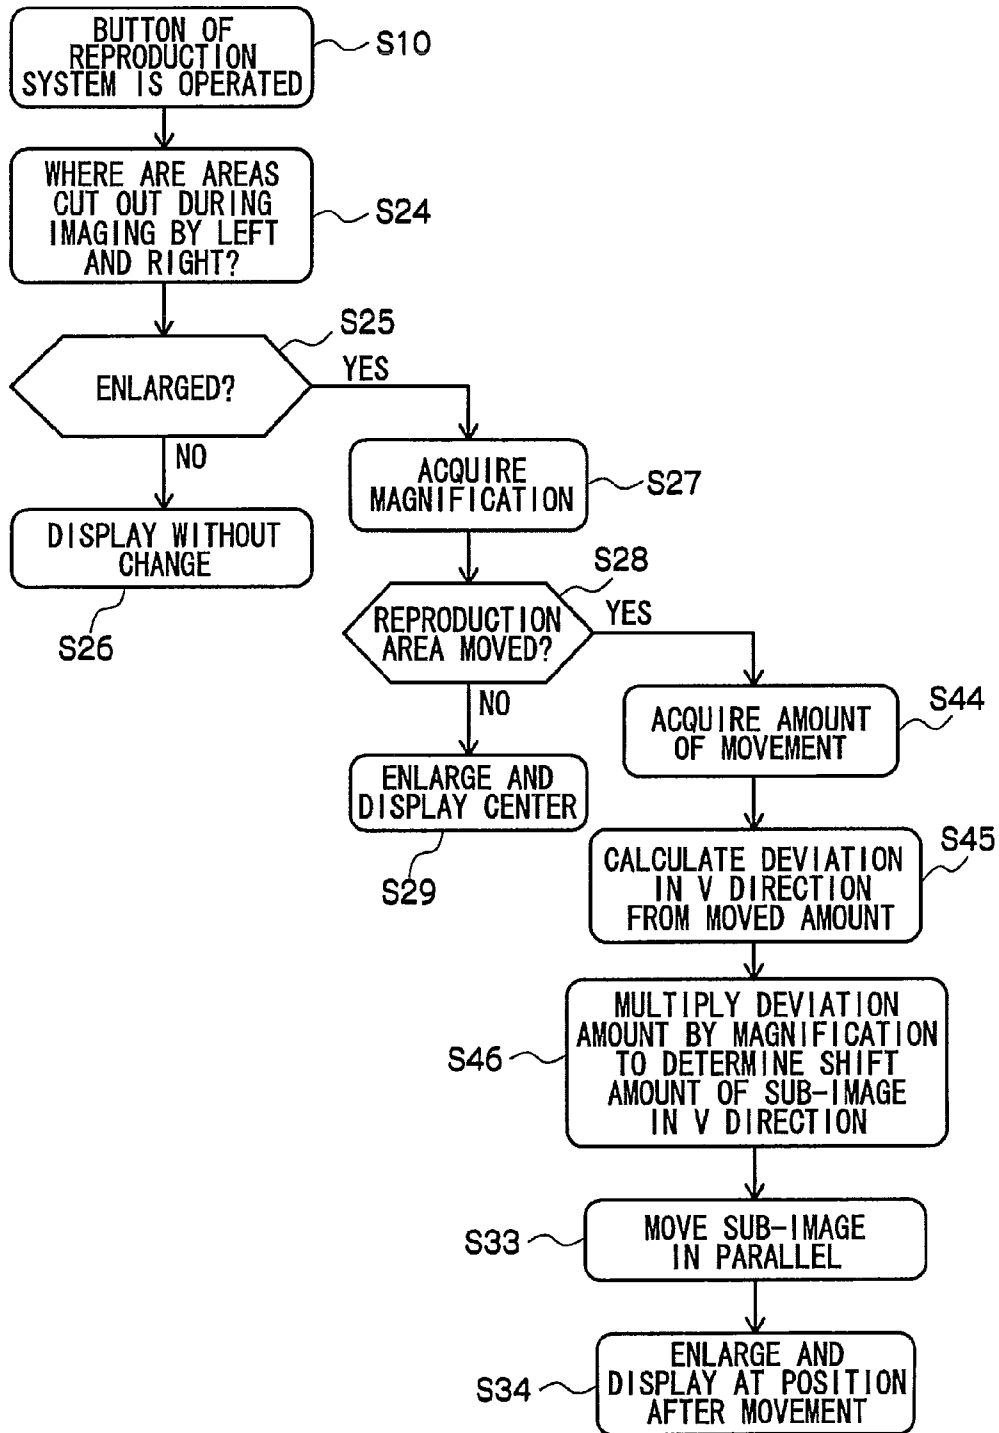 BUTTON OF
REPRODUCTION
SYSTEM IS OPERATED
S10
WHERE ARE AREAS
CUT OUT DURING
IMAGING BY LEFT
AND RIGHT?
S24
S25
ENLARGED?
YES
NO
DISPLAY WITHOUT
CHANGE
S26
ACQUIRE
MAGNIFICATION
S27
S28
REPRODUCTION
AREA MOVED?
YES
NO
ENLARGE AND
DISPLAY CENTER
S29
ACQUIRE AMOUNT
OF MOVEMENT
S44
CALCULATE DEVIATION
IN V DIRECTION
FROM MOVED AMOUNT
S45
MULTIPLY DEVIATION
AMOUNT BY MAGNIFICATION
TO DETERMINE SHIFT
AMOUNT OF SUB-IMAGE
IN V DIRECTION
S46
MOVE SUB-IMAGE
IN PARALLEL
S33
ENLARGE AND
DISPLAY AT POSITION
AFTER MOVEMENT
S34